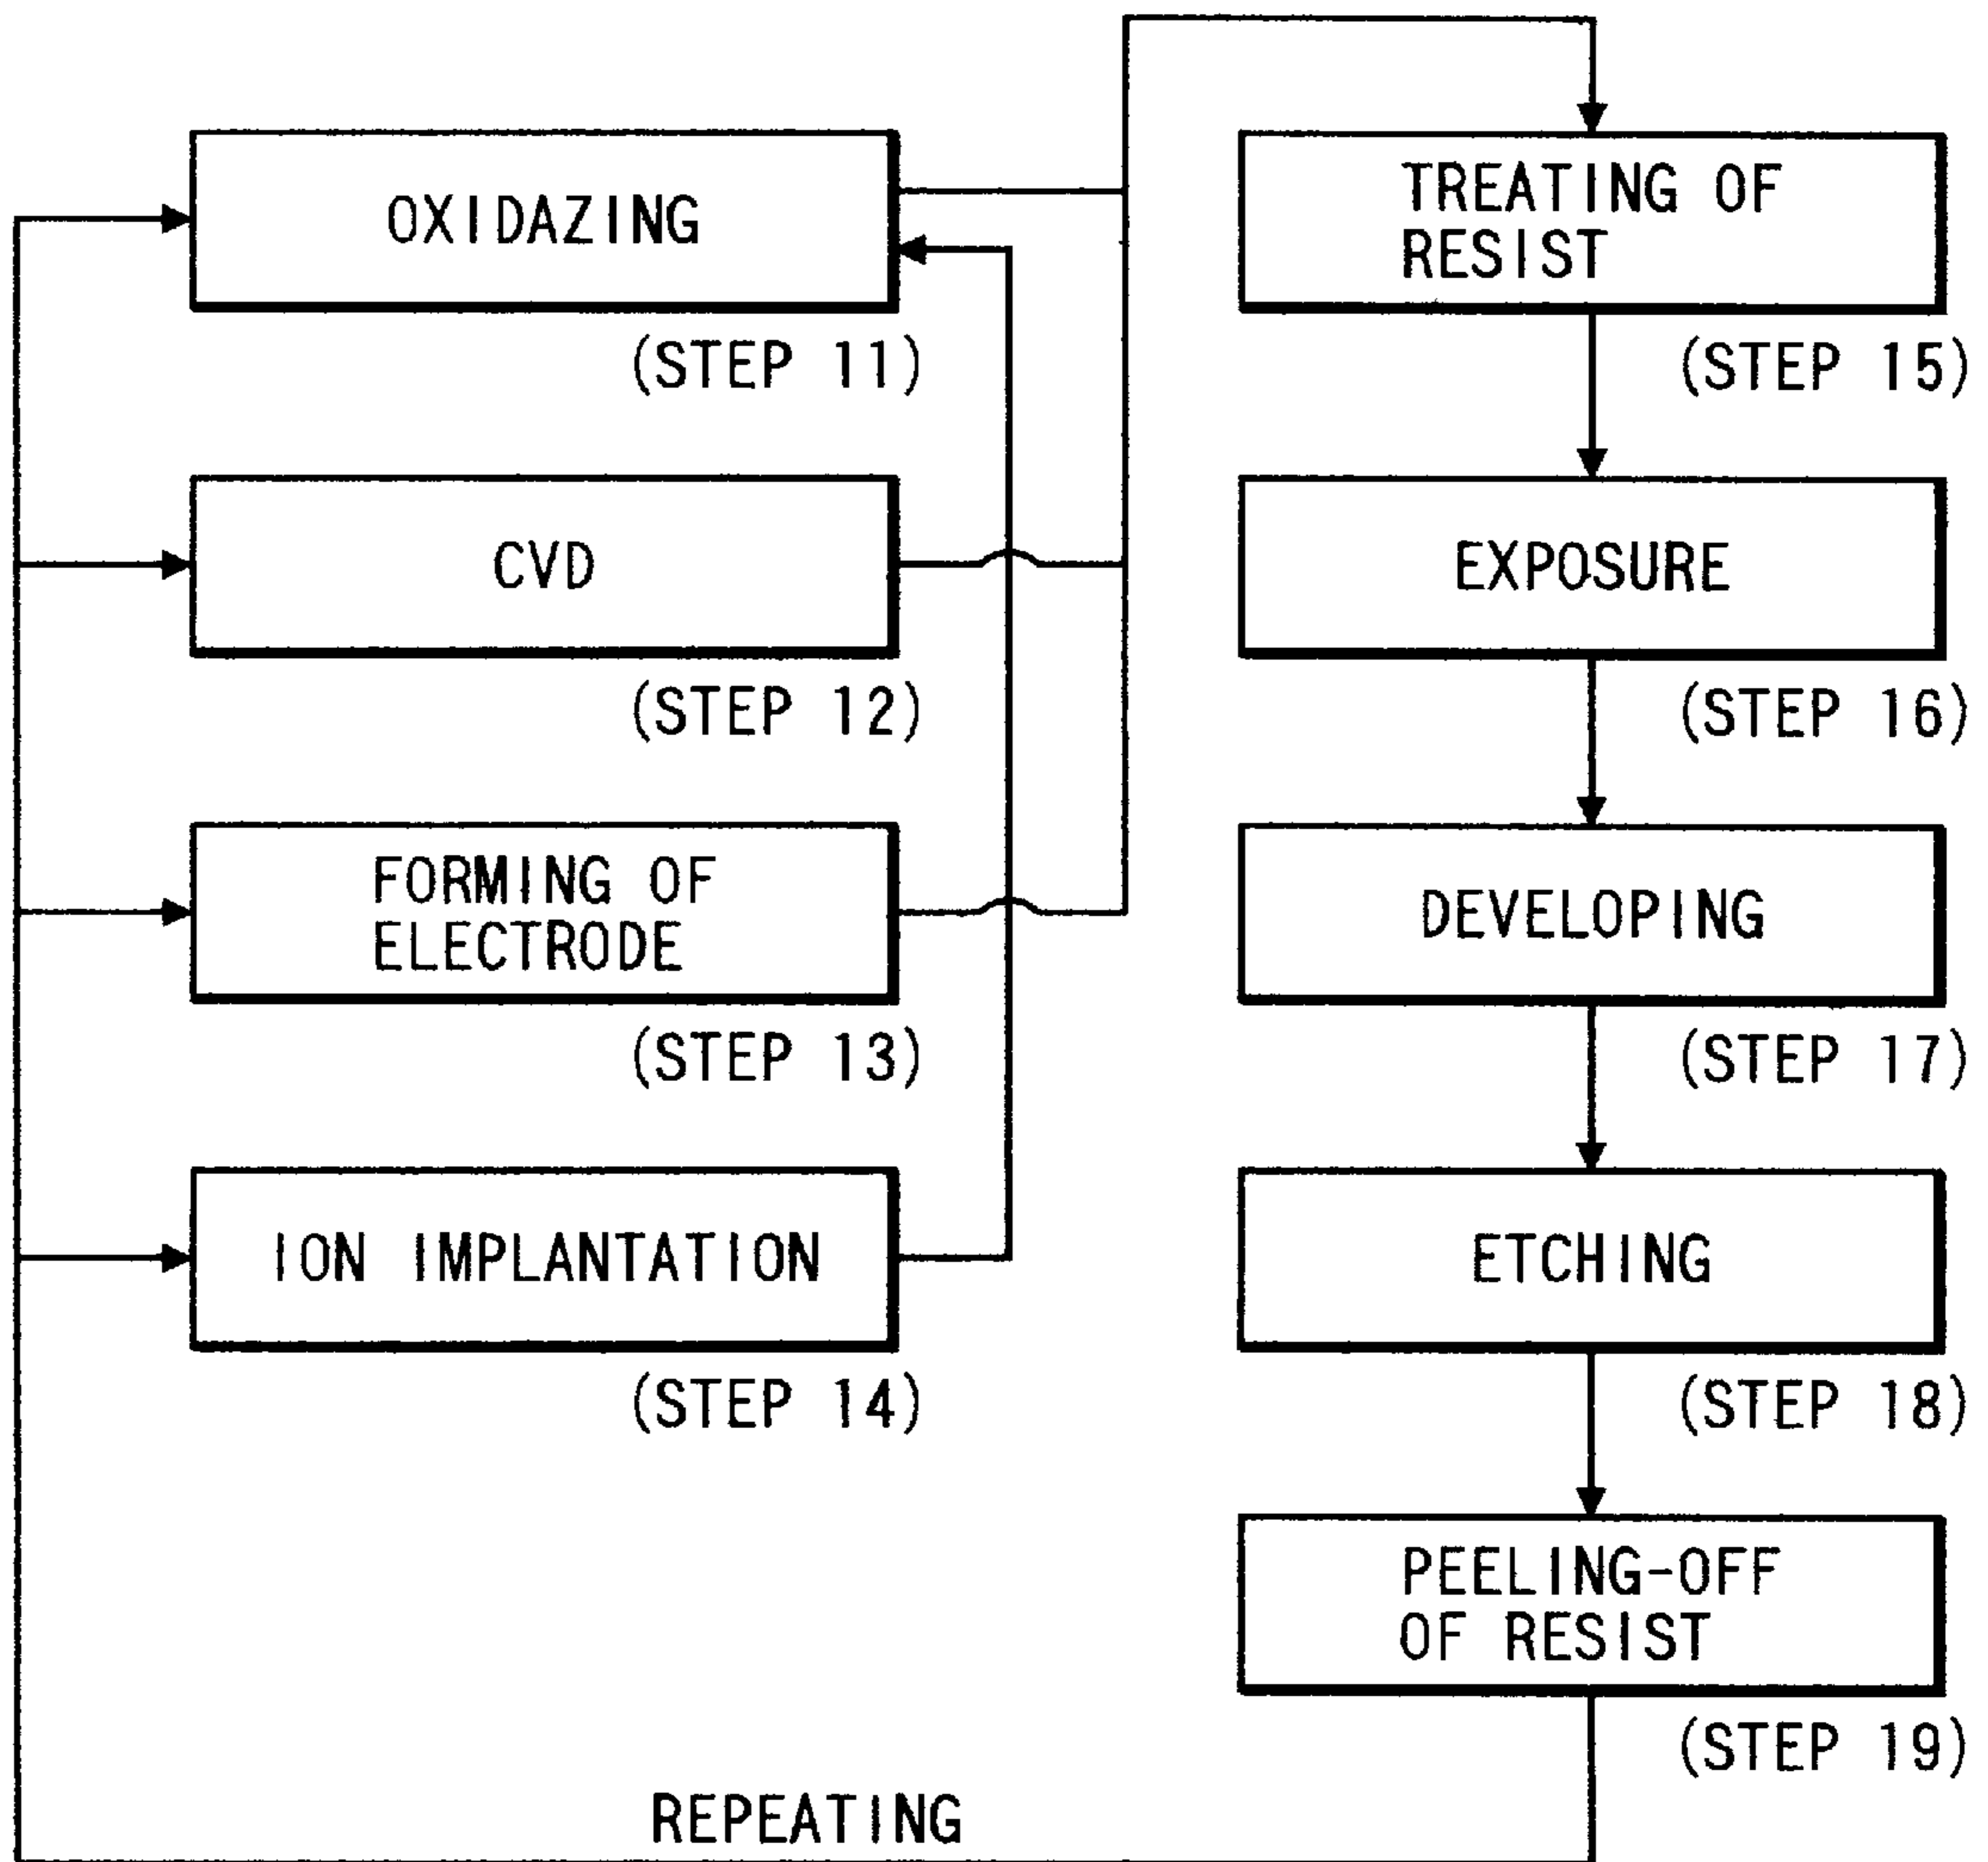 OXIDAZING
(STEP 11)
CVD
(STEP 12)
FORMING OF
ELECTRODE
(STEP 13)
ION IMPLANTATION
(STEP 14)
TREATING OF
RESIST
(STEP 15)
EXPOSURE
(STEP 16)
DEVELOPING
(STEP 17)
ETCHING
(STEP 18)
PEELING-OFF
OF RESIST
(STEP 19)
REPEATING